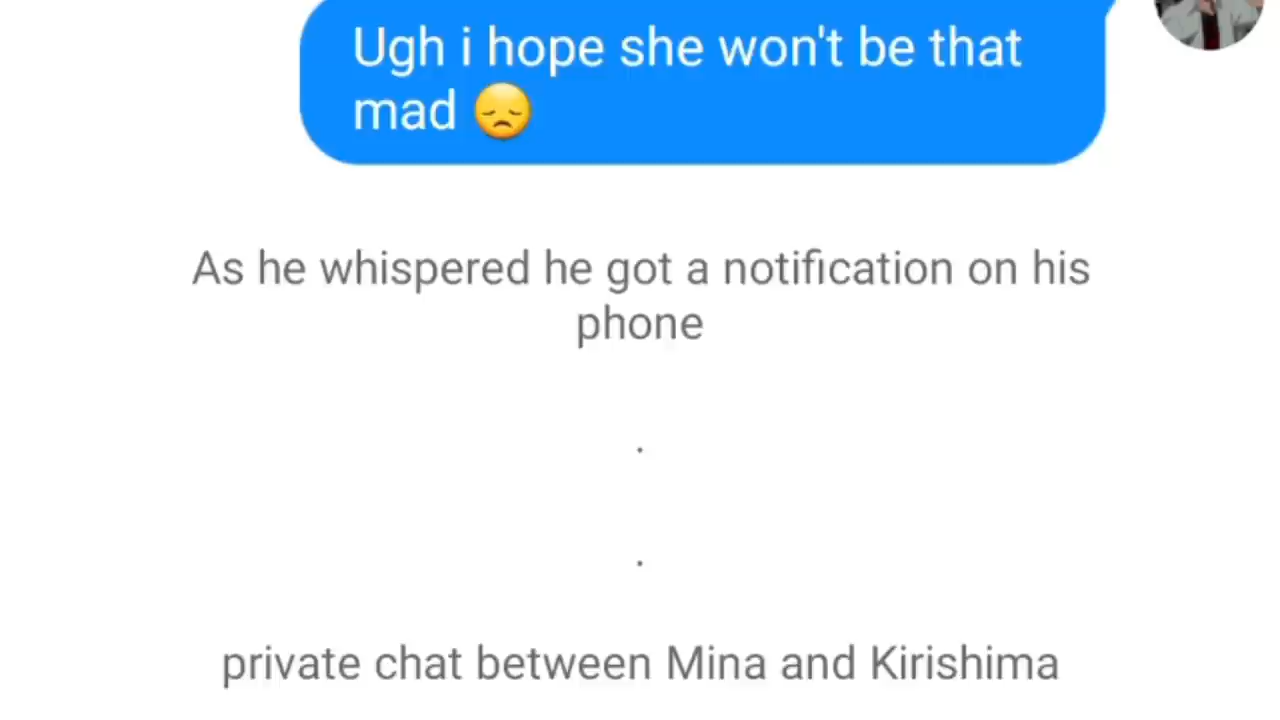 Ugh i hope she won't be that
mad 😞
As he whispered he got a notification on his
phone
.
.
private chat between Mina and Kirishima